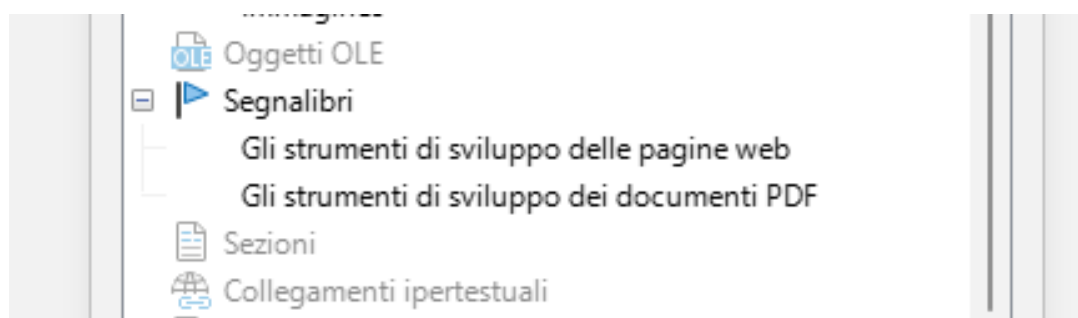 OLE Oggetti OLE
Segnalibri
Gli strumenti di sviluppo delle pagine web
Gli strumenti di sviluppo dei documenti PDF
Sezioni
Collegamenti ipertestuali